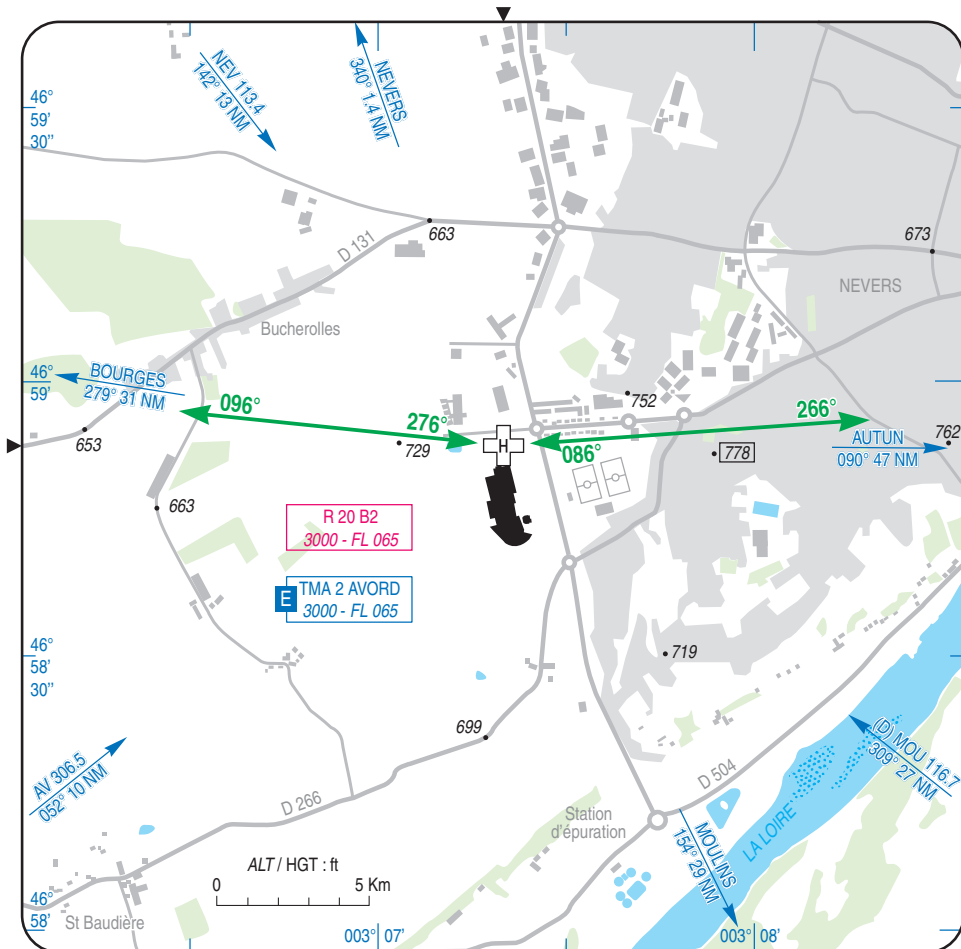 NEV 113.4
142° 13 NM
NEVERS
340° 1.4 NM
46°
59'
30"
663
D 131
673
NEVERS
Bucherolles
46°
59'
BOURGES
279° 31 NM
096°
276°
752
266°
653
729
H
086°
778
762
AUTUN
090° 47 NM
663
R 20 B2
3000 - FL 065
E
TMA 2 AVORD
3000 - FL 065
46°
58'
30"
719
699
AV 306.5
052° 10 NM
(D) MOU 116.7
309° 27 NM
D 266
D 504
LA LOIRE
Station
d'épuration
MOULINS
154° 29 NM
ALT / HGT : ft
0 5 Km
46°
58'
St Baudière
003° 07'
003° 08'